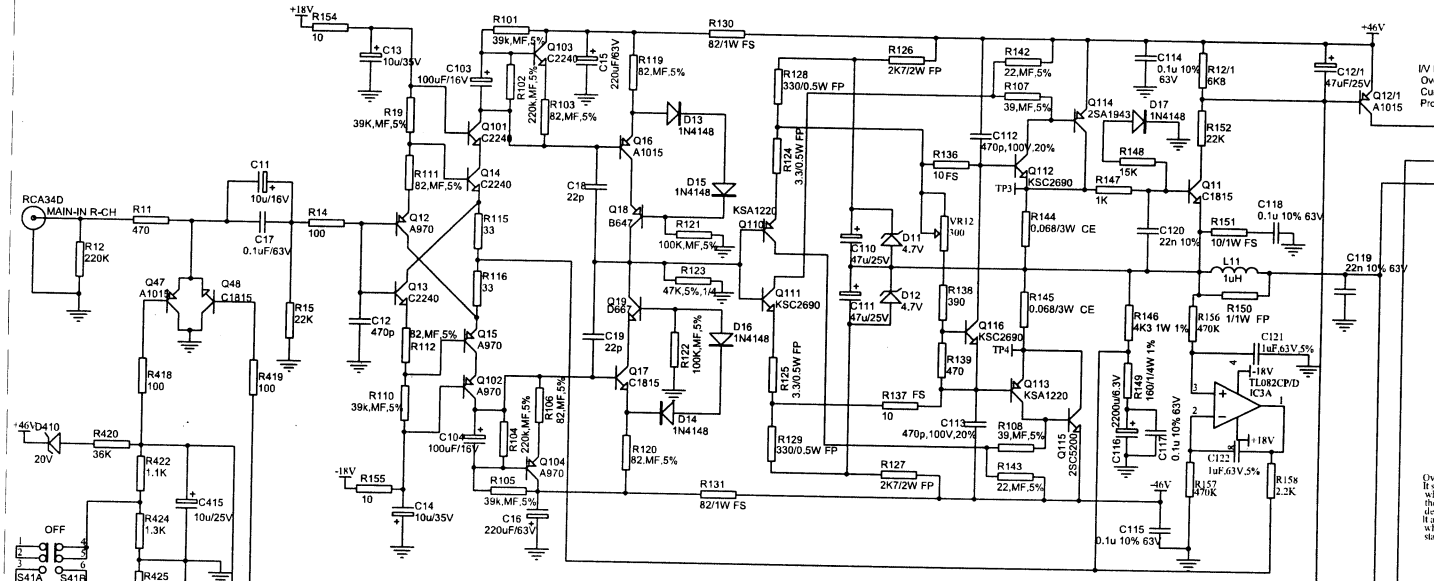 +18V
R154
10
C13
10u/35V
C103
100uF/16V
R101
39k,MF,5%
Q103
C2240
R102
220k,MF,5%
R103
82,MF,5%
C15
220uF/63V
R119
82,MF,5%
R130
82/1W FS
R126
2K7/2W FP
R142
22,MF,5%
R107
39,MF,5%
C114
0.1u 10%
63V
R12/1
6K8
+46V
C12/1
47uF/25V
Q12/1
A1015
I/V
Ov
Cu
Pro
R19
39K,MF,5%
Q101
C2240
D13
1N4148
Q16
A1015
R128
330/0.5W FP
C112
470p,100V,20%
Q114
2SA1943
D17
1N4148
R152
22K
R111
82,MF,5%
Q14
C2240
C18
22p
D15
1N4148
R124
3.3/0.5W FP
R136
10 FS
Q112
KSC2690
R148
15K
C11
10u/16V
RCA34D
MAIN-IN R-CH
R11
470
C17
0.1uF/63V
R14
100
Q12
A970
R115
33
Q18
B647
R121
100K,MF,5%
KSA1220
Q110
VR12
300
TP3
R147
1K
Q11
C1815
R144
0.068/3W CE
C120
22n 10%
R151
10/1W FS
C118
0.1u 10% 63V
R12
220K
Q47
A1015
Q48
C1815
R15
22K
C12
470p
Q13
C2240
R116
33
R123
47K,5%,1/4
C110
47u/25V
D11
4.7V
L11
1uH
C119
22n 10% 63V
Q19
D667
Q111
KSC2690
C111
47u/25V
D12
4.7V
R138
390
R145
0.068/3W CE
R150
1/1W FP
82,MF,5%
R112
Q15
A970
C19
22p
R122
100K,MF,5%
D16
1N4148
Q116
KSC2690
TP4
R146
4K3 1W 1%
R156
470K
C121
1uF,63V,5%
R418
100
R419
100
R110
39k,MF,5%
Q102
A970
Q17
C1815
D14
1N4148
R125
3.3/0.5W FP
R139
470
Q113
KSA1220
R149
160/1/4W 1%
-18V
TL082CP/D
IC3A
3
4
2
1
8
+18V
+46V
D410
20V
R420
36K
C104
100uF/16V
R104
220k,MF,5%
R106
82,MF,5%
Q104
A970
R120
82,MF,5%
R129
330/0.5W FP
R137 FS
10
C113
470p,100V,20%
R108
39,MF,5%
Q115
2SC5200
C116
2200u/6.3V
C117
0.1u 10% 63V
C122
1uF,63V,5%
R422
1.1K
C415
10u/25V
-18V
R155
10
C14
10u/35V
R105
39k,MF,5%
C16
220uF/63V
R131
82/1W FS
R127
2K7/2W FP
R143
22,MF,5%
-46V
C115
0.1u 10% 63V
R157
470K
R158
2.2K
R424
1.3K
OFF
1
2
3
4
5
6
S41A
S41B
R425